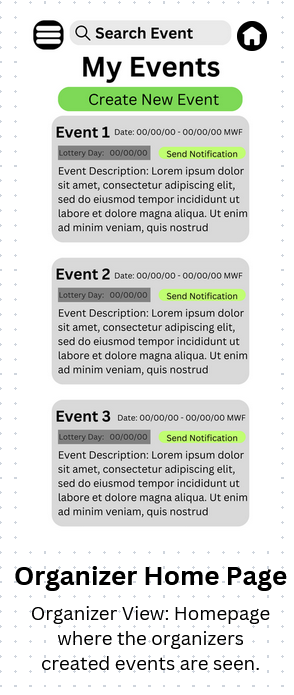 Search Event
My Events
Create New Event
Event 1 Date: 00/00/00 - 00/00/00 MWF
Lottery Day: 00/00/00 Send Notification
Event Description: Lorem ipsum dolor
sit amet, consectetur adipiscing elit,
sed do eiusmod tempor incididunt ut
labore et dolore magna aliqua. Ut enim
ad minim veniam, quis nostrud
Event 2 Date: 00/00/00 - 00/00/00 MWF
Lottery Day: 00/00/00 Send Notification
Event Description: Lorem ipsum dolor
sit amet, consectetur adipiscing elit,
sed do eiusmod tempor incididunt ut
labore et dolore magna aliqua. Ut enim
ad minim veniam, quis nostrud
Event 3 Date: 00/00/00 - 00/00/00 MWF
Lottery Day: 00/00/00 Send Notification
Event Description: Lorem ipsum dolor
sit amet, consectetur adipiscing elit,
sed do eiusmod tempor incididunt ut
labore et dolore magna aliqua. Ut enim
ad minim veniam, quis nostrud
Organizer Home Page
Organizer View: Homepage
where the organizers
created events are seen.